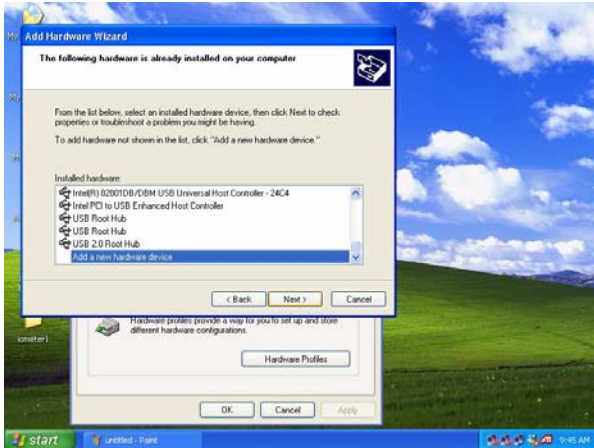 Add Hardware Wizard
The following hardware is already installed on your computer
From the list below, select an installed hardware device, then click Next to check
properties or troubleshoot a problem you might be having.
To add hardware not shown in the list, click "Add a new hardware device."
Installed hardware:
Intel(R) 82801DB/DBM USB Universal Host Controller - 24C4
Intel PCI to USB Enhanced Host Controller
USB Root Hub
USB Root Hub
USB 2.0 Root Hub
Add a new hardware device
< Back
Next >
Cancel
Hardware profiles provide a way for you to set up and store
different hardware configurations.
Hardware Profiles
iometer1
OK
Cancel
Apply
start
untitled - Paint
9:45 AM